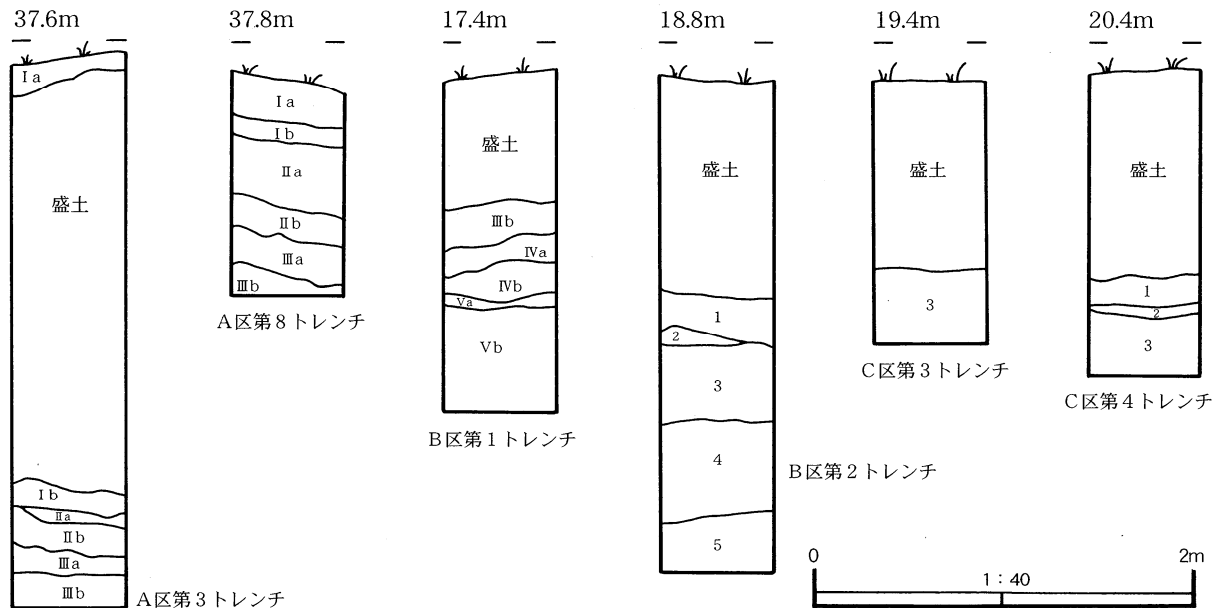 37.6m
Ⅰa
盛土
Ⅰb
Ⅱa
Ⅱb
Ⅲa
Ⅲb
A区第3トレンチ
37.8m
Ⅰa
Ⅰb
Ⅱa
Ⅱb
Ⅲa
Ⅲb
A区第8トレンチ
17.4m
盛土
Ⅲb
Ⅳa
Ⅳb
Ⅴa
Ⅴb
B区第1トレンチ
18.8m
盛土
1
2
3
4
5
B区第2トレンチ
19.4m
盛土
3
C区第3トレンチ
20.4m
盛土
1
2
3
C区第4トレンチ
0 2m
1:40